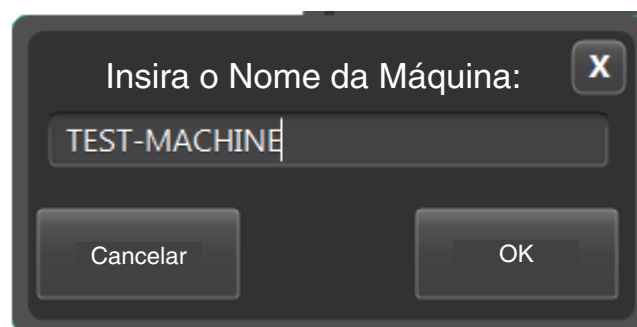 Insira o Nome da Máquina:
X
TEST-MACHINE
Cancelar
OK